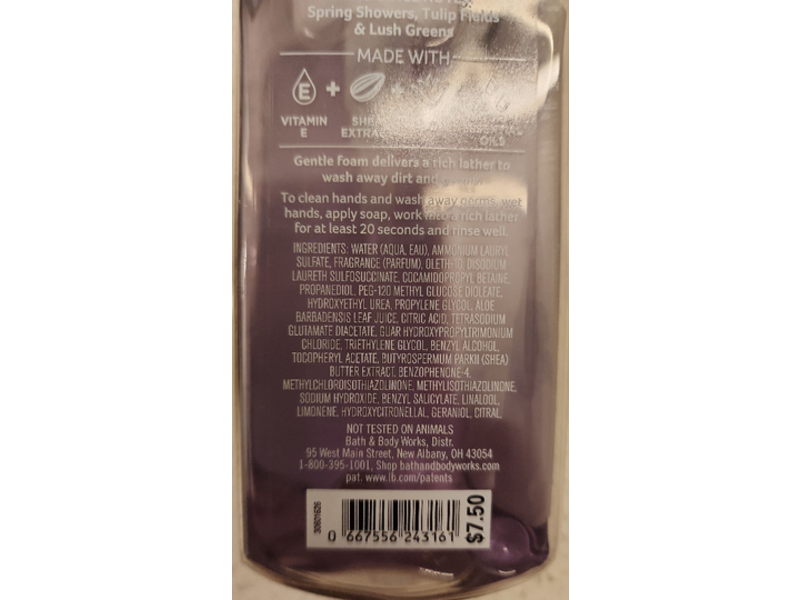 Spring Showers, Tulip Fields
& Lush Greens
MADE WITH
E + +
VITAMIN
E
SHEA
EXTRACT
ESSENTIAL
OILS
Gentle foam delivers a rich lather to
wash away dirt and
To clean hands and wash away germs, wet
hands, apply soap, work into a rich lather
for at least 20 seconds and rinse well.
INGREDIENTS: WATER (AQUA, EAU), AMMONIUM LAURYL
SULFATE, FRAGRANCE (PARFUM), OLETH-10, DISODIUM
LAURETH SULFOSUCCINATE, COCAMIDOPROPYL BETAINE,
PROPANEDIOL, PEG-120 METHYL GLUCOSE DIOLEATE,
HYDROXYETHYL UREA, PROPYLENE GLYCOL, ALOE
BARBADENSIS LEAF JUICE, CITRIC ACID, TETRASODIUM
GLUTAMATE DIACETATE, GUAR HYDROXYPROPYLTRIMONIUM
CHLORIDE, TRIETHYLENE GLYCOL, BENZYL ALCOHOL,
TOCOPHERYL ACETATE, BUTYROSPERMUM PARKII (SHEA)
BUTTER EXTRACT, BENZOPHENONE-4,
METHYLCHLOROISOTHIAZOLINONE, METHYLISOTHIAZOLINONE,
SODIUM HYDROXIDE, BENZYL SALICYLATE, LINALOOL,
LIMONENE, HYDROXYCITRONELLAL, GERANIOL, CITRAL.
NOT TESTED ON ANIMALS
Bath & Body Works, Distr.
95 West Main Street, New Albany, OH 43054
1-800-395-1001, Shop bathandbodyworks.com
pat. www.lb.com/patents
30601626
0 667556 243161
$7.50